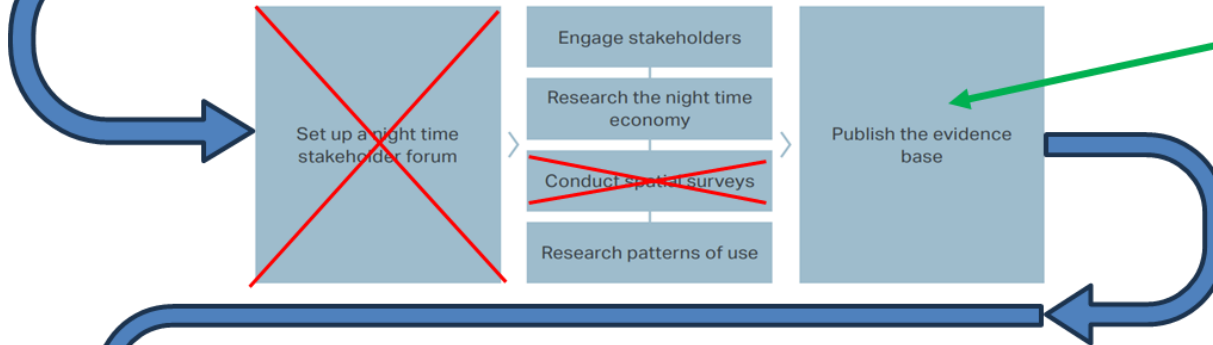 Set up a night time
stakeholder forum
Engage stakeholders
Research the night time
economy
Conduct spatial surveys
Research patterns of use
Publish the evidence
base